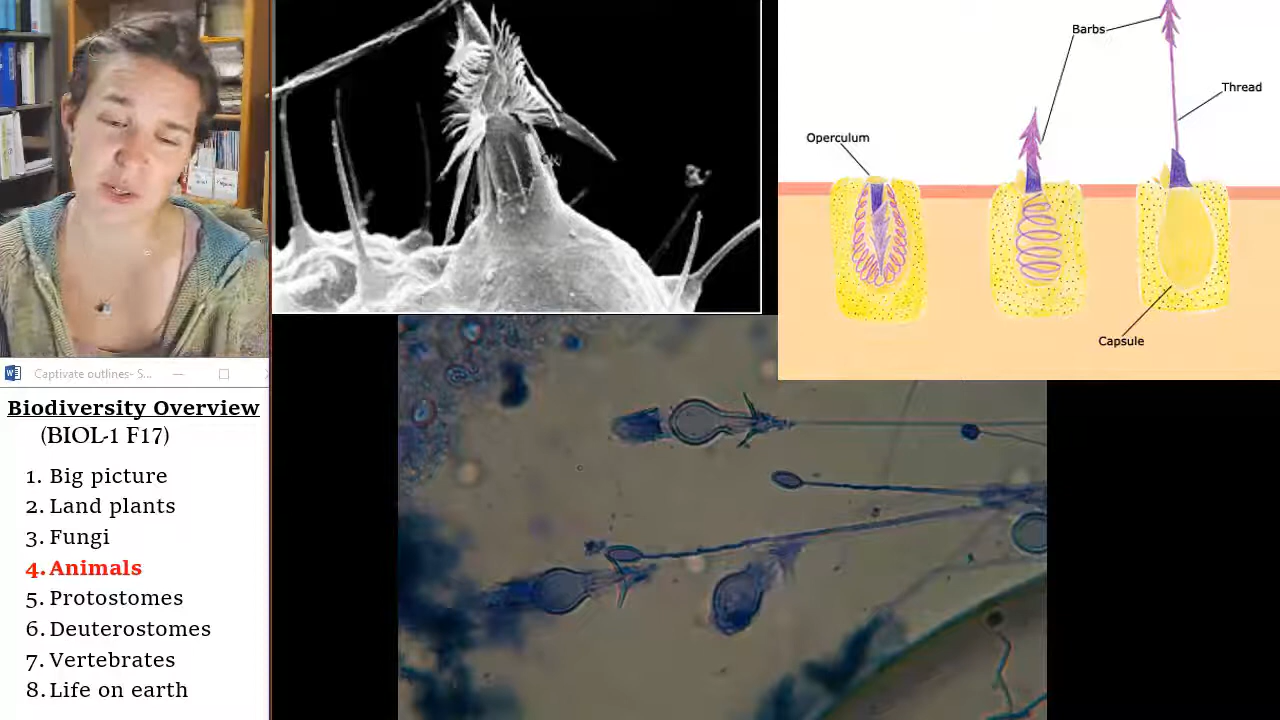 Barbs
Thread
Operculum
Capsule
Captivate outlines- S...
Biodiversity Overview
(BIOL-1 F17)
1. Big picture
2. Land plants
3. Fungi
4. Animals
5. Protostomes
6. Deuterostomes
7. Vertebrates
8. Life on earth